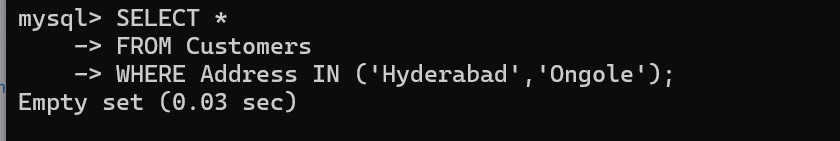 mysql> SELECT *
    -> FROM Customers
    -> WHERE Address IN ('Hyderabad','Ongole');
Empty set (0.03 sec)